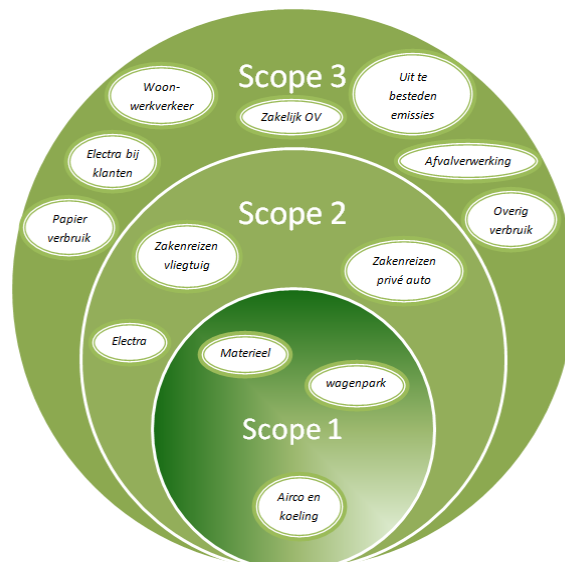 Scope 3
Woon-
werkverkeer
Uit te
besteden
emissies
Zakelijk OV
Electra bij
klanten
Afvalverwerking
Papier
verbruik
Overig
verbruik
Scope 2
Zakenreizen
vliegtuig
Zakenreizen
privé auto
Electra
Materieel
wagenpark
Scope 1
Airco en
koeling